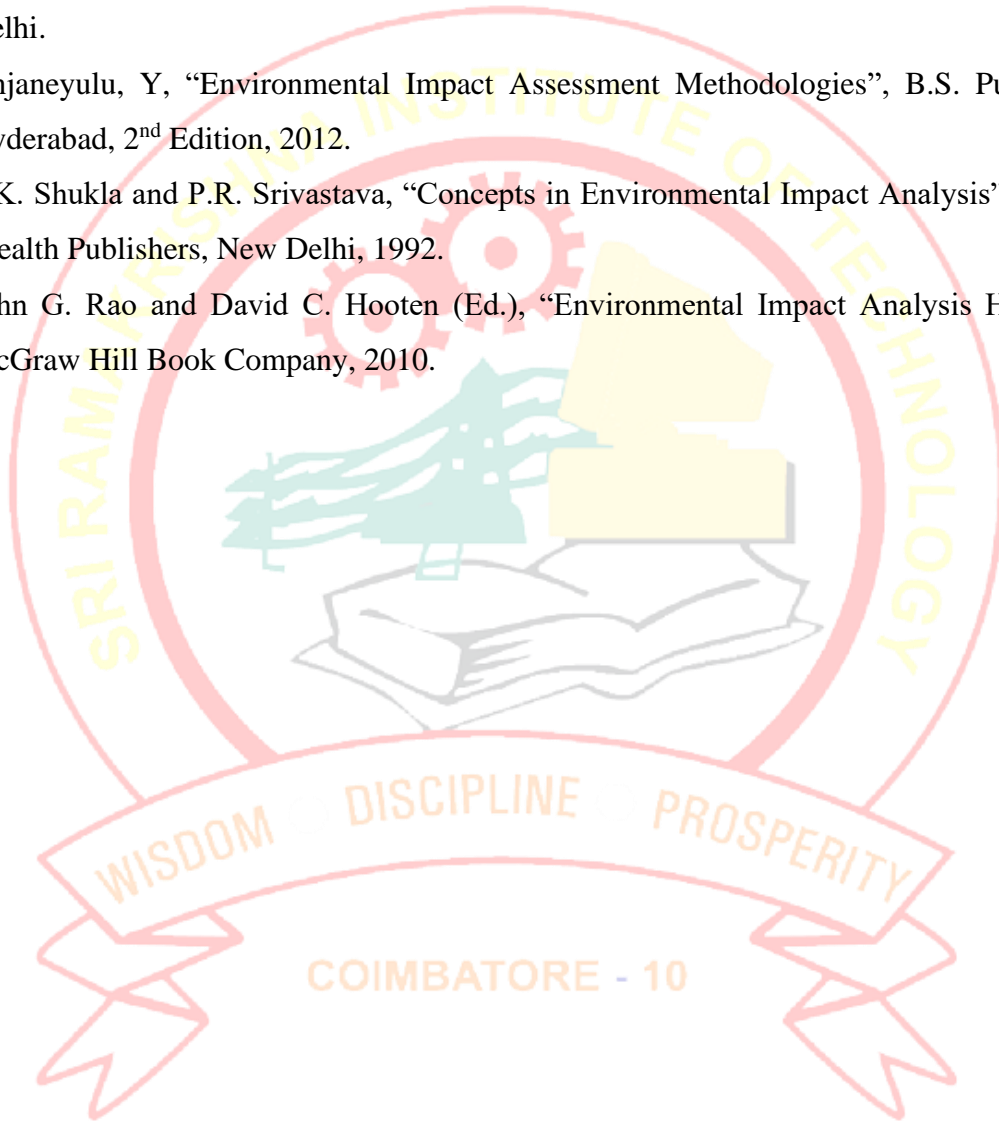 elhi.
njaneyulu, Y, “Environmental Impact Assessment Methodologies”, B.S. Pu
yderabad, 2nd Edition, 2012.
K. Shukla and P.R. Srivastava, “Concepts in Environmental Impact Analysis”
ealth Publishers, New Delhi, 1992.
hn G. Rao and David C. Hooten (Ed.), “Environmental Impact Analysis H
cGraw Hill Book Company, 2010.
SRI RAMAKRISHNA INSTITUTE OF TECHNOLOGY
WISDOM DISCIPLINE PROSPERITY
COIMBATORE - 10